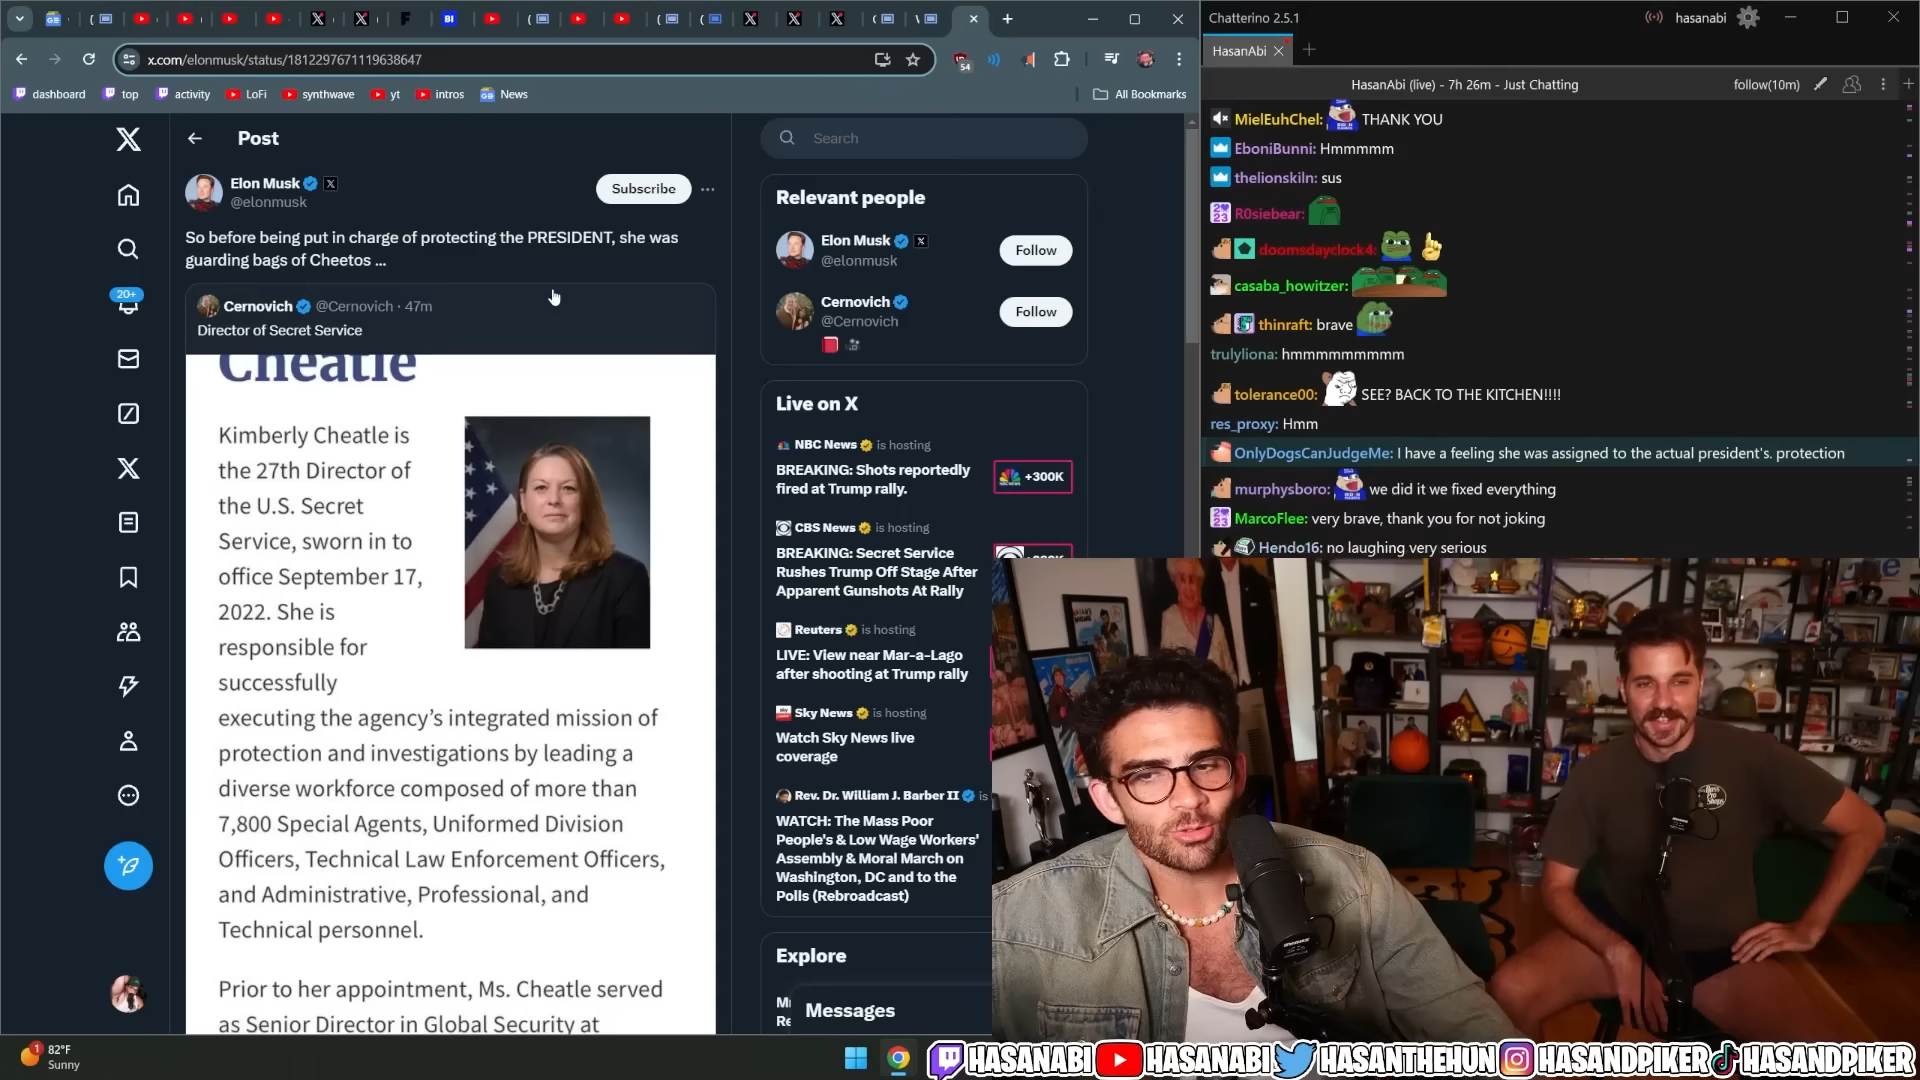 x.com/elonmusk/status/1812297671119638647
54
dashboard
top
activity
LoFi
synthwave
yt
intros
News
All Bookmarks
Post
Elon Musk
@elonmusk
Subscribe
So before being put in charge of protecting the PRESIDENT, she was
guarding bags of Cheetos ...
20+
Cernovich @Cernovich · 47m
Director of Secret Service
Cheatle
Kimberly Cheatle is
the 27th Director of
the U.S. Secret
Service, sworn in to
office September 17,
2022. She is
responsible for
successfully
executing the agency's integrated mission of
protection and investigations by leading a
diverse workforce composed of more than
7,800 Special Agents, Uniformed Division
Officers, Technical Law Enforcement Officers,
and Administrative, Professional, and
Technical personnel.
Prior to her appointment, Ms. Cheatle served
as Senior Director in Global Security at
Search
Relevant people
Elon Musk
@elonmusk
Follow
Cernovich
@Cernovich
Follow
Live on X
NBC News is hosting
BREAKING: Shots reportedly
fired at Trump rally.
+300K
CBS News is hosting
BREAKING: Secret Service
Rushes Trump Off Stage After
Apparent Gunshots At Rally
Reuters is hosting
LIVE: View near Mar-a-Lago
after shooting at Trump rally
Sky News is hosting
Watch Sky News live
coverage
Rev. Dr. William J. Barber II is
WATCH: The Mass Poor
People's & Low Wage Workers'
Assembly & Moral March on
Washington, DC and to the
Polls (Rebroadcast)
Explore
Messages
Chatterino 2.5.1
hasanabi
HasanAbi
HasanAbi (live) - 7h 26m - Just Chatting
follow(10m)
MielEuhChel: THANK YOU
EboniBunni: Hmmmmm
thelionskiln: sus
R0siebear:
doomsdayclock4:
casaba_howitzer:
thinraft: brave
trulyliona: hmmmmmmmmm
tolerance00: SEE? BACK TO THE KITCHEN!!!!
res_proxy: Hmm
OnlyDogsCanJudgeMe: I have a feeling she was assigned to the actual president's. protection
murphysboro: we did it we fixed everything
MarcoFlee: very brave, thank you for not joking
Hendo16: no laughing very serious
1
82°F
Sunny
HASANABI
HASANABI
HASANTHEHUN
HASANDPIKER
HASANDPIKER